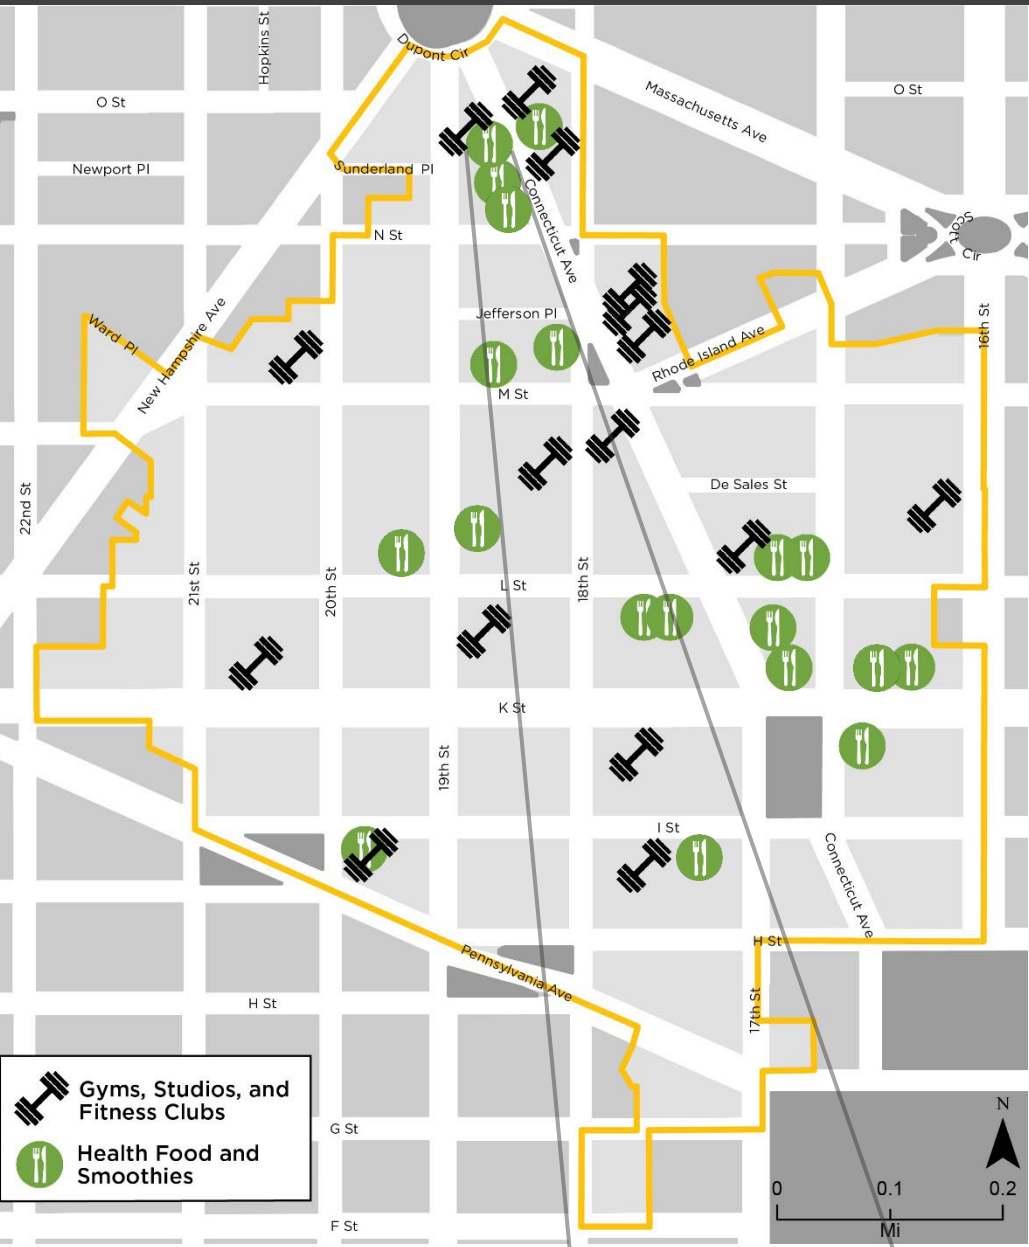 Dupont Cir
Hopkins St
O St
O St
Massachusetts Ave
Newport Pl
Sunderland Pl
Connecticut Ave
N St
Scott Cir
Jefferson Pl
Ward Pl
New Hampshire Ave
Rhode Island Ave
16th St
M St
De Sales St
22nd St
21st St
20th St
18th St
L St
K St
19th St
I St
Connecticut Ave
H St
Pennsylvania Ave
17th St
H St
Gyms, Studios, and
Fitness Clubs
Health Food and
Smoothies
G St
F St
N
0 0.1 0.2
Mi